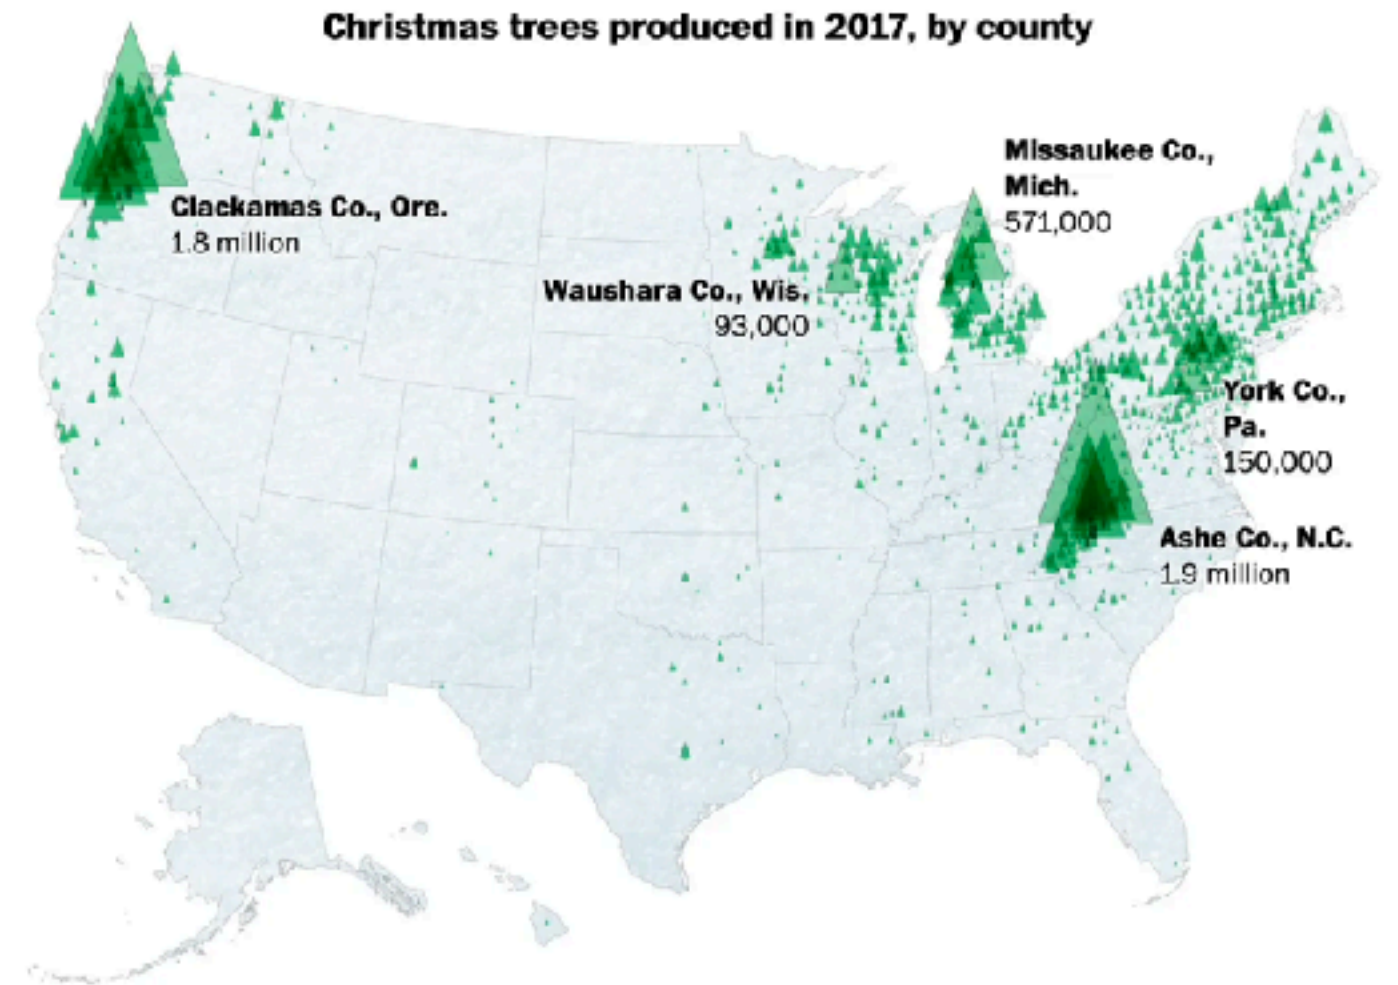 Christmas trees produced in 2017, by county
Missaukee Co.,
Mich.
571,000
Clackamas Co., Ore.
1.8 million
Waushara Co., Wis.
93,000
York Co.,
Pa.
150,000
Ashe Co., N.C.
1.9 million